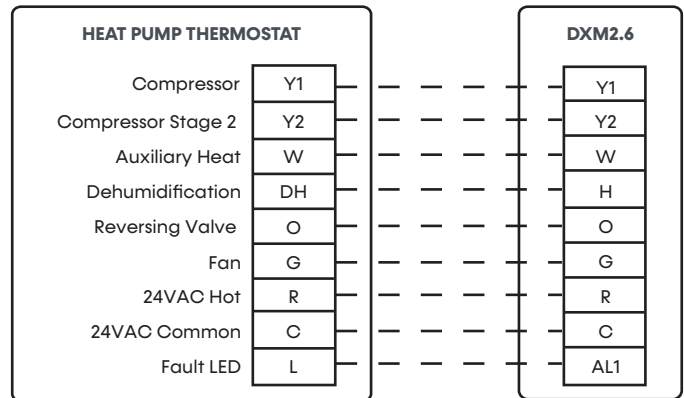 HEAT PUMP THERMOSTAT DXM2.6
Compressor Y1 Y1
Compressor Stage 2 Y2 Y2
Auxiliary Heat W W
Dehumidification DH H
Reversing Valve O O
Fan G G
24VAC Hot R R
24VAC Common C C
Fault LED L AL1